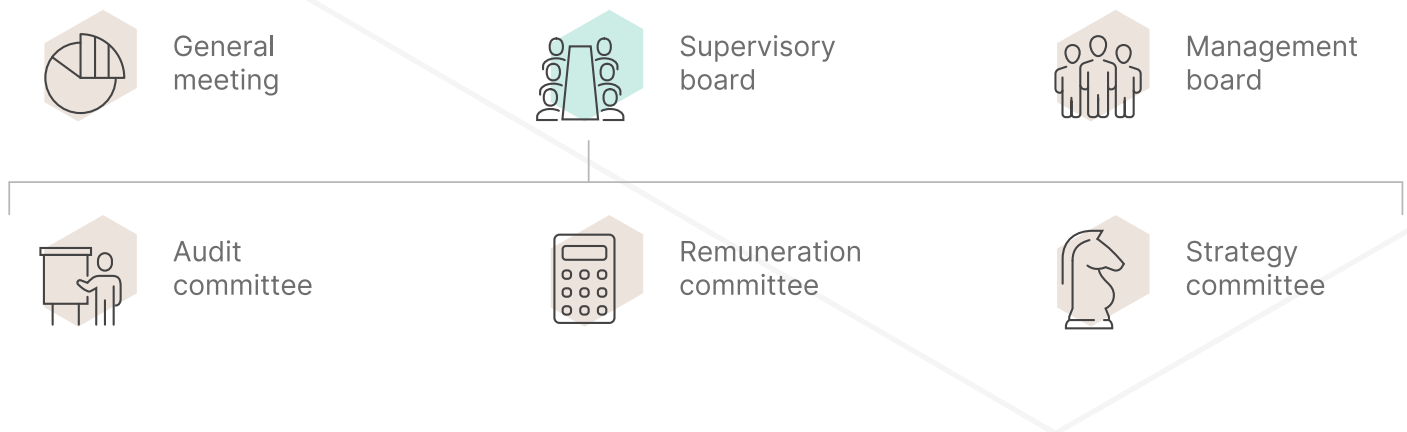 General
meeting
Supervisory
board
Management
board
Audit
committee
Remuneration
committee
Strategy
committee